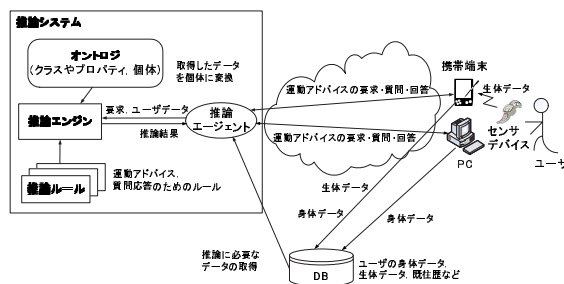 推論システム
オントロジ
(クラスやプロパティ, 個体)
取得したデータ
を個体に変換
推論エンジン
要求, ユーザデータ
推論結果
推論
エージェント
推論ルール
運動アドバイス,
質問応答のためのルール
運動アドバイスの要求・質問・回答
運動アドバイスの要求・質問・回答
携帯端末
生体データ
センサ
デバイス
PC
ユーザ
生体データ
身体データ
身体データ
推論に必要な
データの取得
DB
ユーザの身体データ,
生体データ, 既往歴など